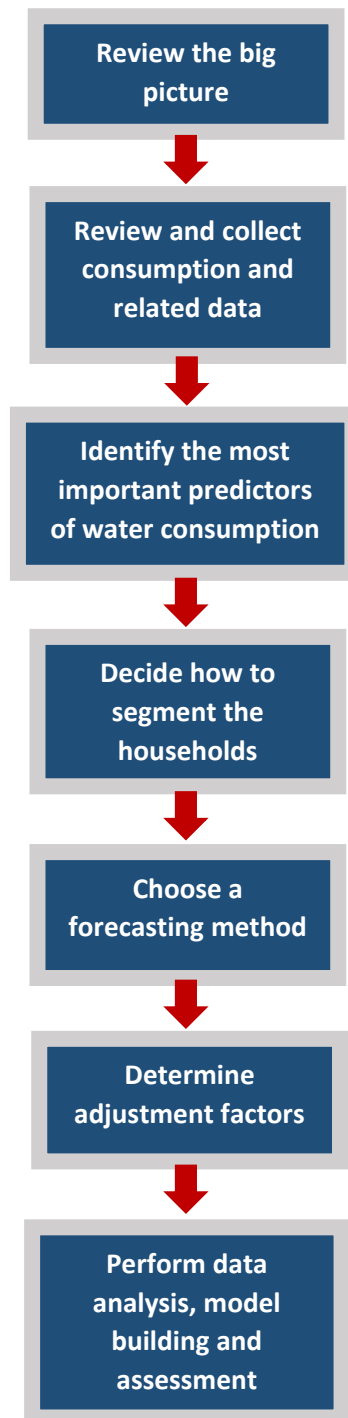 Review the big
picture
Review and collect
consumption and
related data
Identify the most
important predictors
of water consumption
Decide how to
segment the
households
Choose a
forecasting method
Determine
adjustment factors
Perform data
analysis, model
building and
assessment